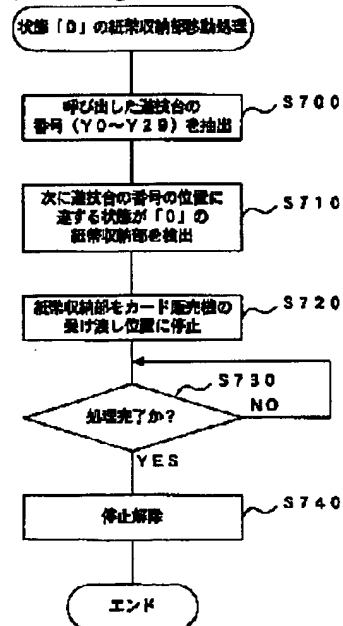 状態「0」の紙幣収納部移動処理
呼び出した遊技台の
番号(Y0〜Y29)を抽出
S700
次に遊技台の番号の位置に
達する状態が「0」の
紙幣収納部を検出
S710
紙幣収納部をカード販売機の
受け渡し位置に停止
S720
S730
処理完了か?
NO
YES
停止解除
S740
エンド